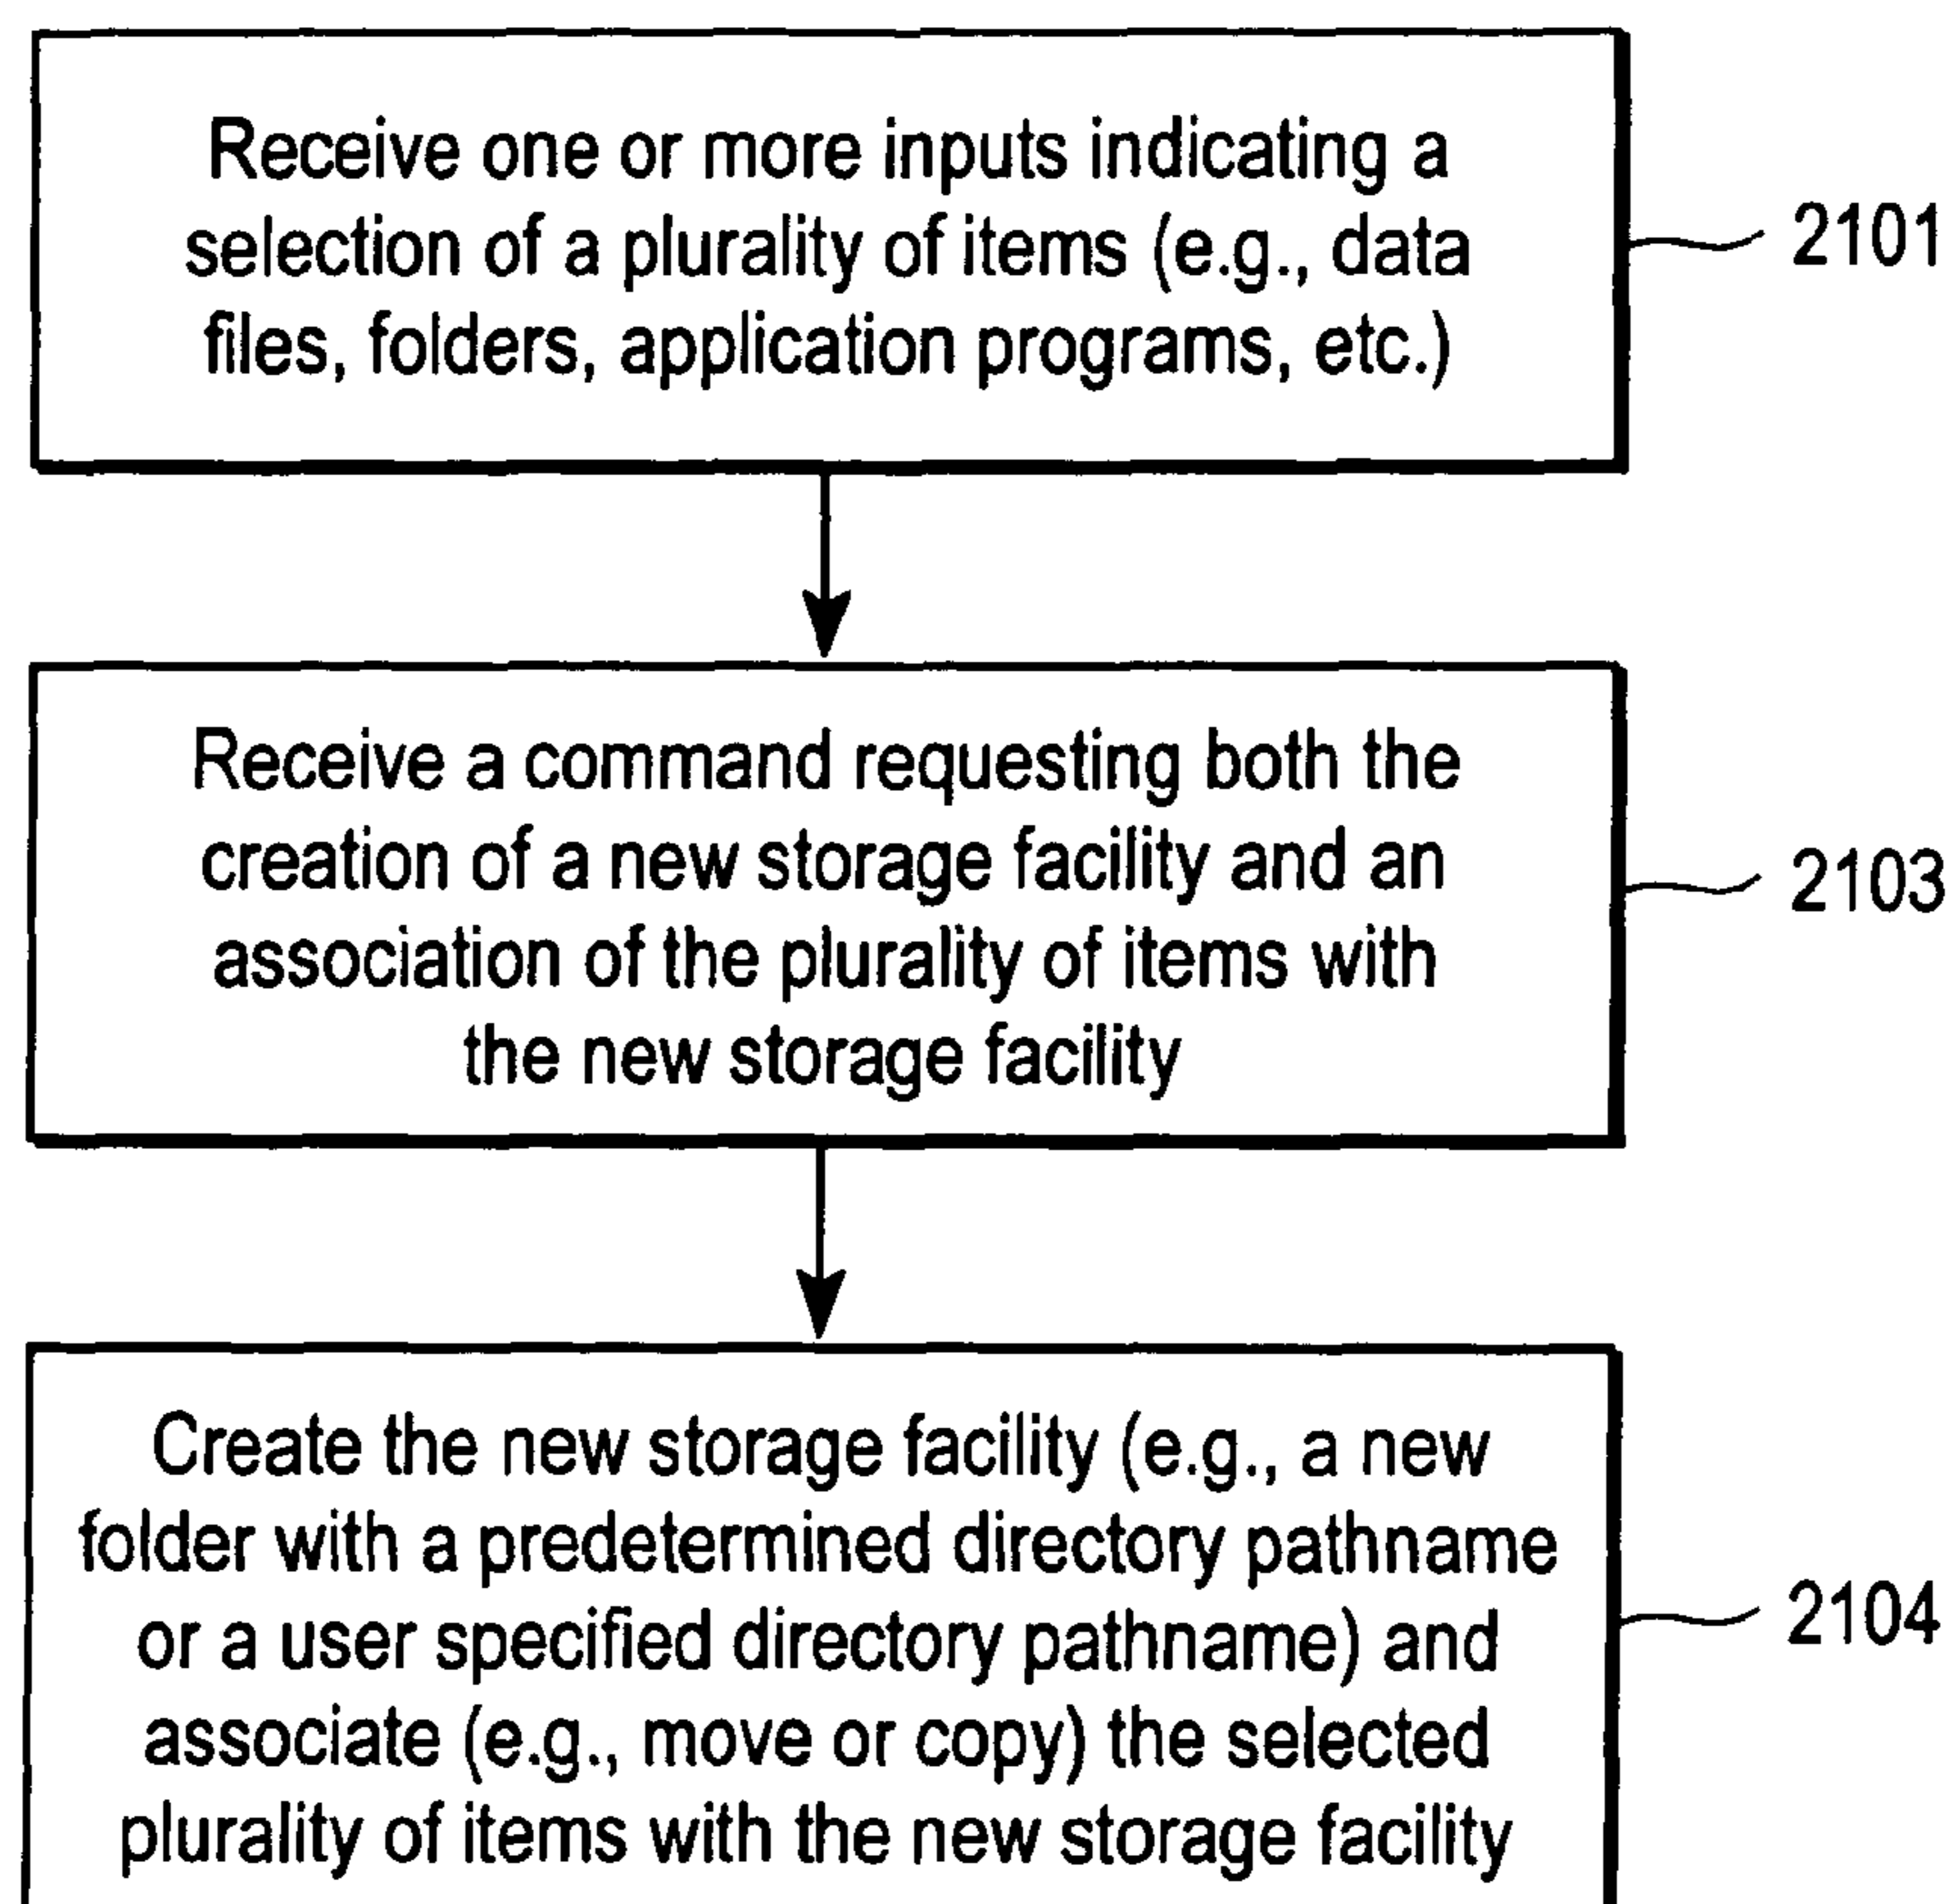 Receive one or more inputs indicating a
selection of a plurality of items (e.g., data
files, folders, application programs, etc.)
2101
Receive a command requesting both the
creation of a new storage facility and an
association of the plurality of items with
the new storage facility
2103
Create the new storage facility (e.g., a new
folder with a predetermined directory pathname
or a user specified directory pathname) and
associate (e.g., move or copy) the selected
plurality of items with the new storage facility
2104